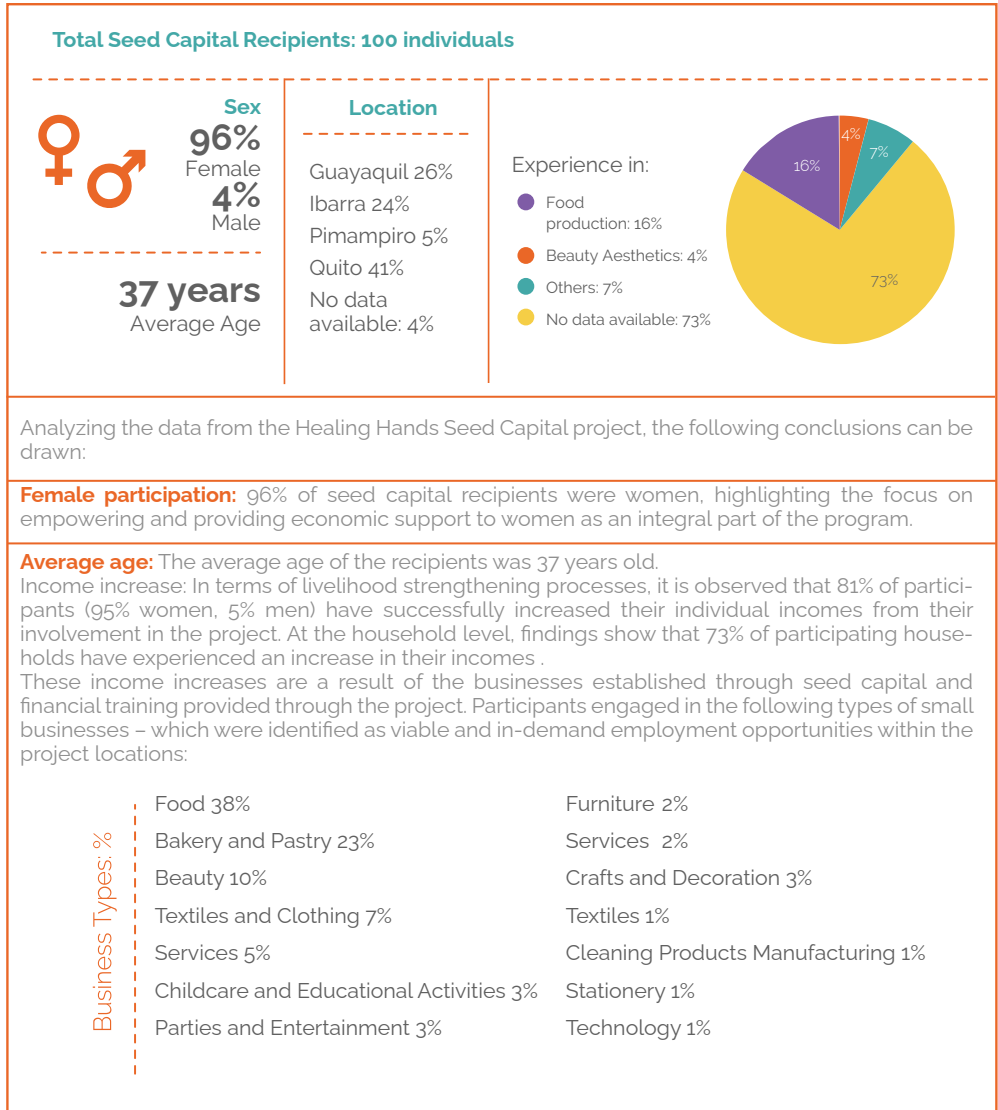 Total Seed Capital Recipients: 100 individuals
Sex
96%
Female
4%
Male
37 years
Average Age
Location
Guayaquil 26%
Ibarra 24%
Pimampiro 5%
Quito 41%
No data
available: 4%
Experience in:
Food
production: 16%
Beauty Aesthetics: 4%
Others: 7%
No data available: 73%
16%
4%
7%
73%
Analyzing the data from the Healing Hands Seed Capital project, the following conclusions can be
drawn:
Female participation: 96% of seed capital recipients were women, highlighting the focus on
empowering and providing economic support to women as an integral part of the program.
Average age: The average age of the recipients was 37 years old.
Income increase: In terms of livelihood strengthening processes, it is observed that 81% of partici-
pants (95% women, 5% men) have successfully increased their individual incomes from their
involvement in the project. At the household level, findings show that 73% of participating house-
holds have experienced an increase in their incomes .
These income increases are a result of the businesses established through seed capital and
financial training provided through the project. Participants engaged in the following types of small
businesses – which were identified as viable and in-demand employment opportunities within the
project locations:
Business Types: %
Food 38%
Bakery and Pastry 23%
Beauty 10%
Textiles and Clothing 7%
Services 5%
Childcare and Educational Activities 3%
Parties and Entertainment 3%
Furniture 2%
Services 2%
Crafts and Decoration 3%
Textiles 1%
Cleaning Products Manufacturing 1%
Stationery 1%
Technology 1%